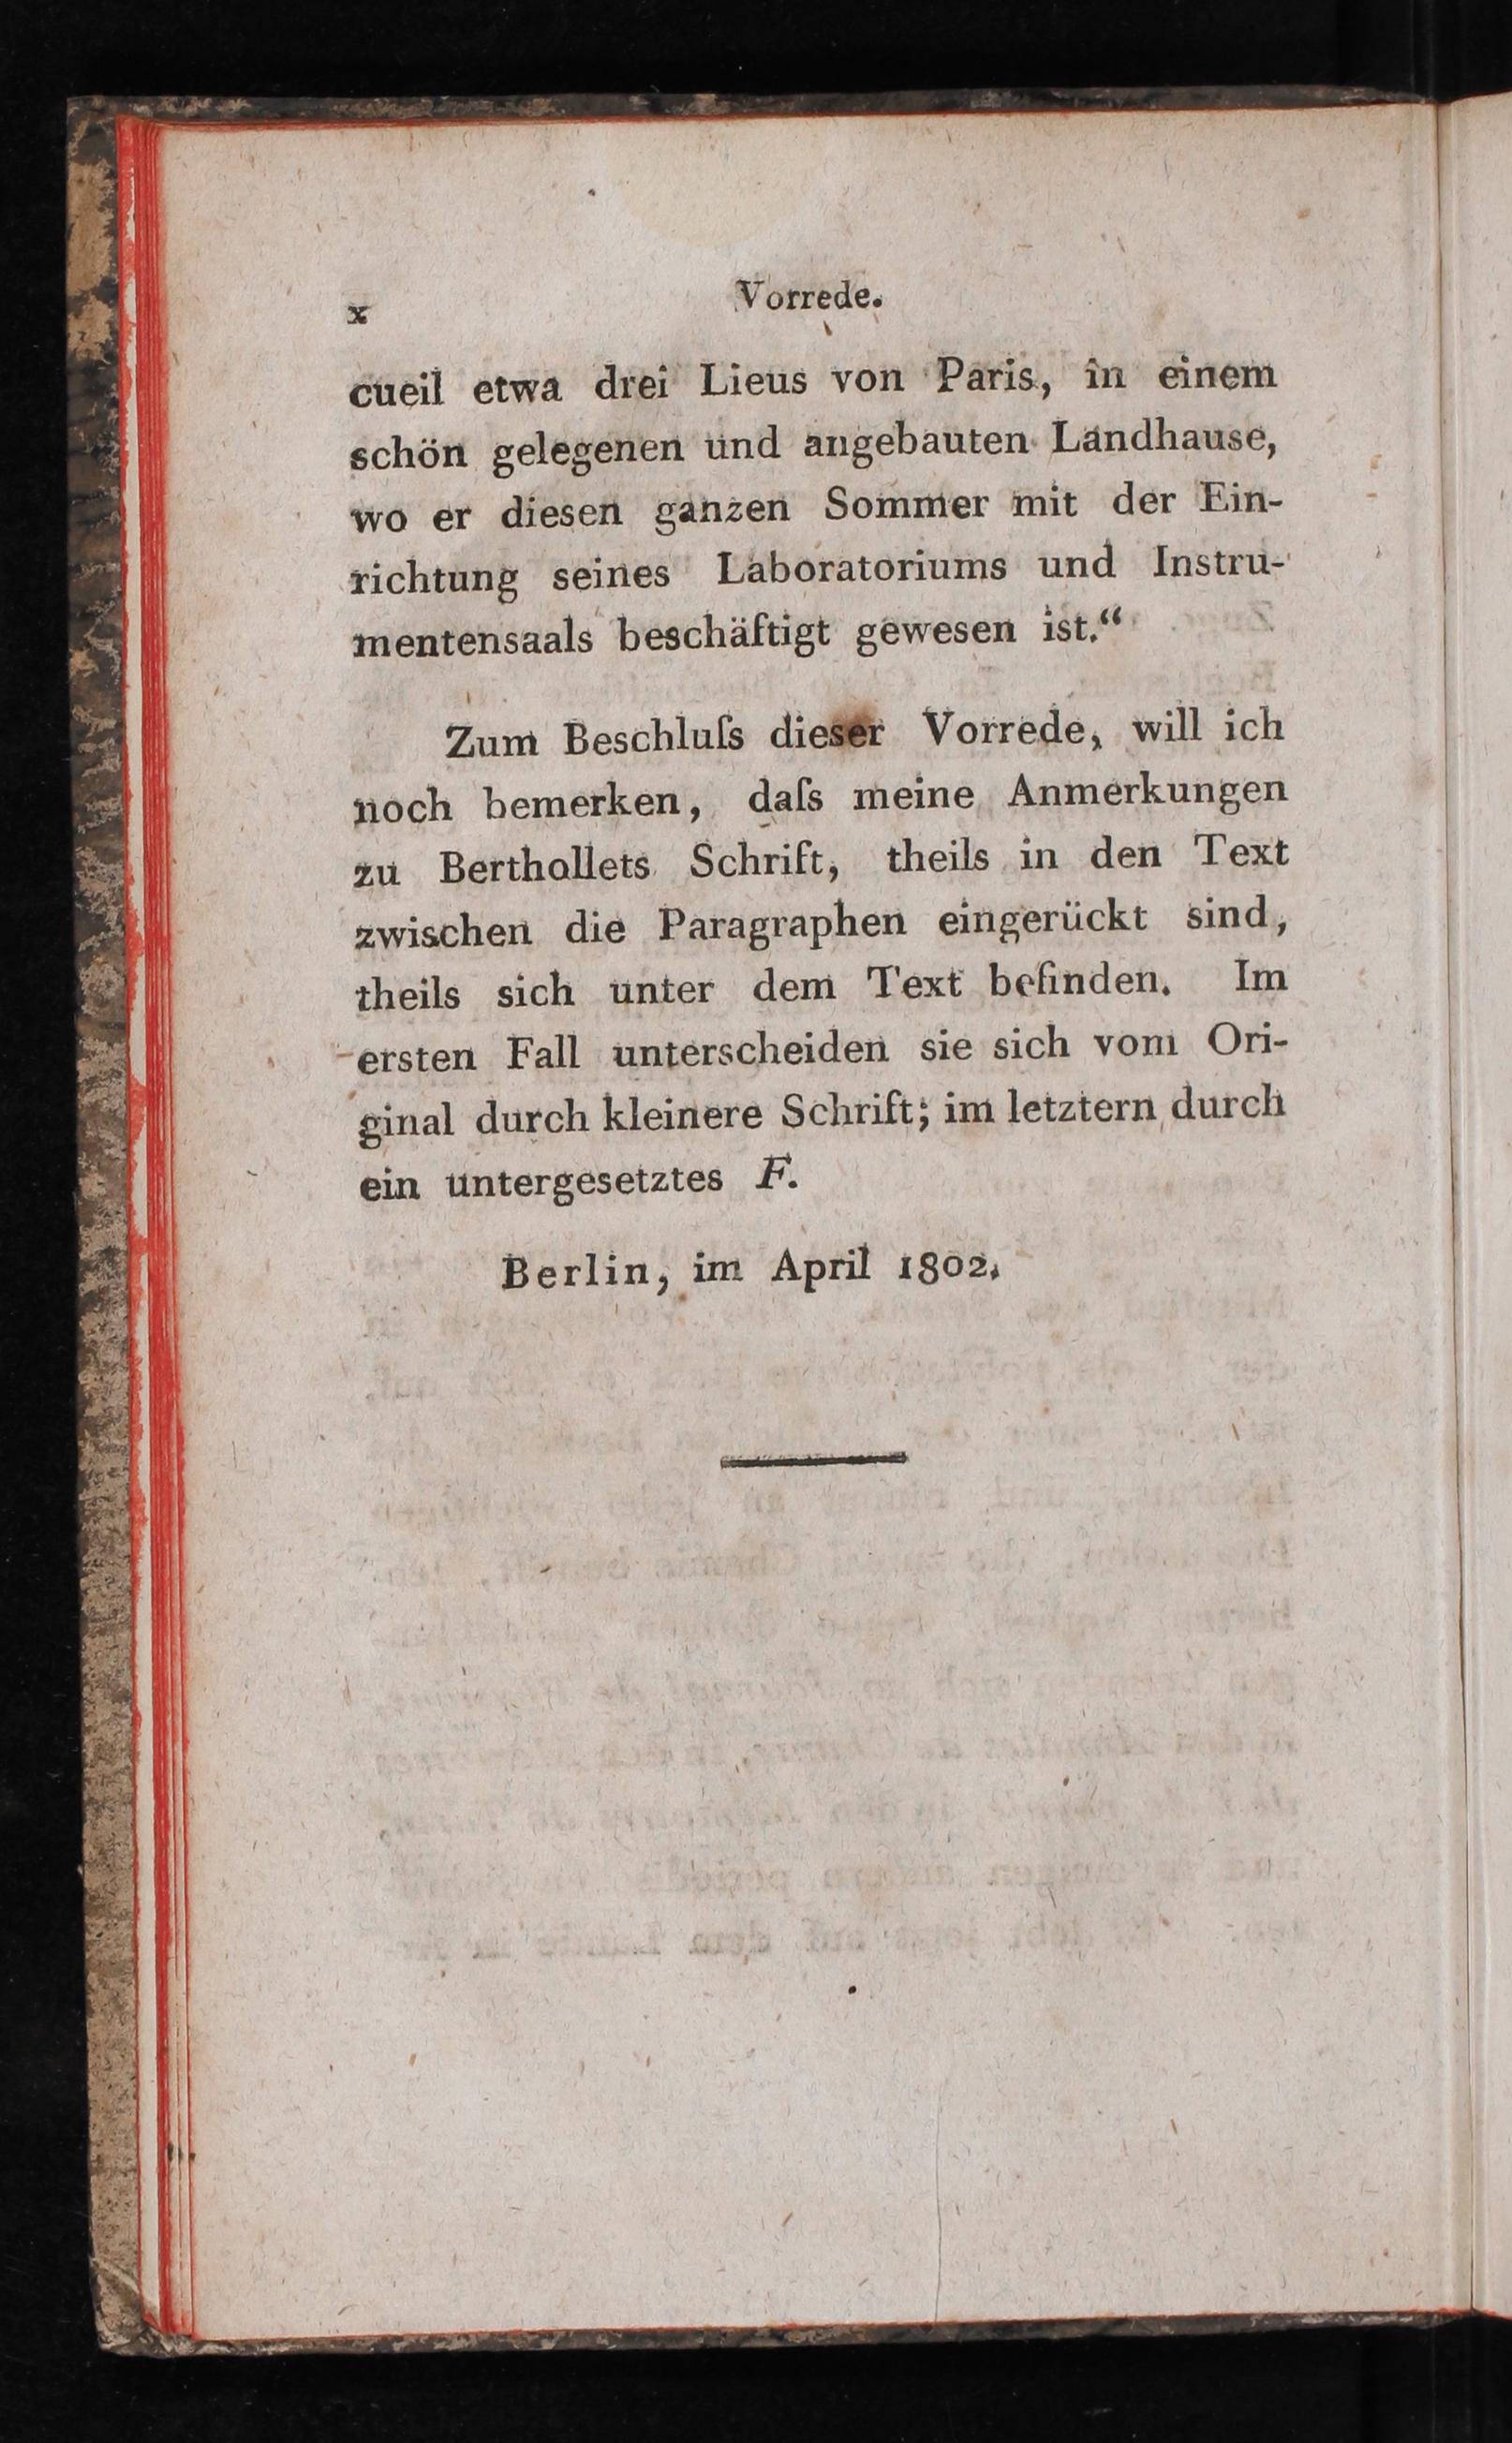 x
Vorrede.
cueil etwa drei Lieus von Paris, in einem
schön gelegenen und angebauten Landhause,
wo er diesen ganzen Sommer mit der Ein-
richtung seines Laboratoriums und Instru-
mentensaals beschäftigt gewesen ist.“
Zum Beschluſs dieser Vorrede, will ich
noch bemerken, daſs meine Anmerkungen
zu Berthollets Schrift, theils in den Text
zwischen die Paragraphen eingerückt sind,
theils sich unter dem Text befinden. Im
ersten Fall unterscheiden sie sich vom Ori-
ginal durch kleinere Schrift; im letztern durch
ein untergesetztes F.
Berlin, im April 1802.